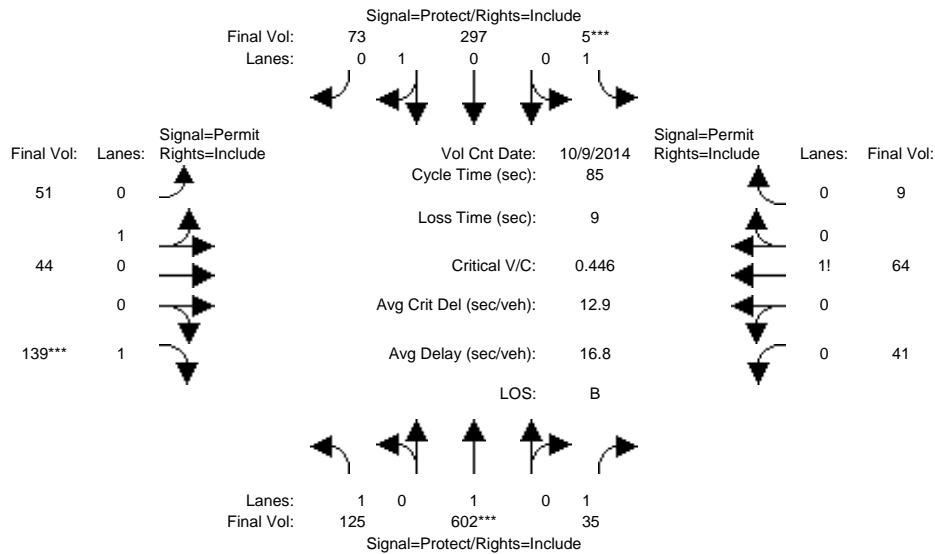 Signal=Protect/Rights=Include
Final Vol: 73 297 5***
Lanes: 0 1 0 0 1
Signal=Permit Signal=Permit
Final Vol: Lanes: Rights=Include Vol Cnt Date: 10/9/2014 Rights=Include Lanes: Final Vol:
Cycle Time (sec): 85
51 0 0 9
Loss Time (sec): 9
1 0
44 0 Critical V/C: 0.446 1! 64
0 Avg Crit Del (sec/veh): 12.9 0
139*** 1 Avg Delay (sec/veh): 16.8 0 41
LOS: B
Lanes: 1 0 1 0 1
Final Vol: 125 602*** 35
Signal=Protect/Rights=Include